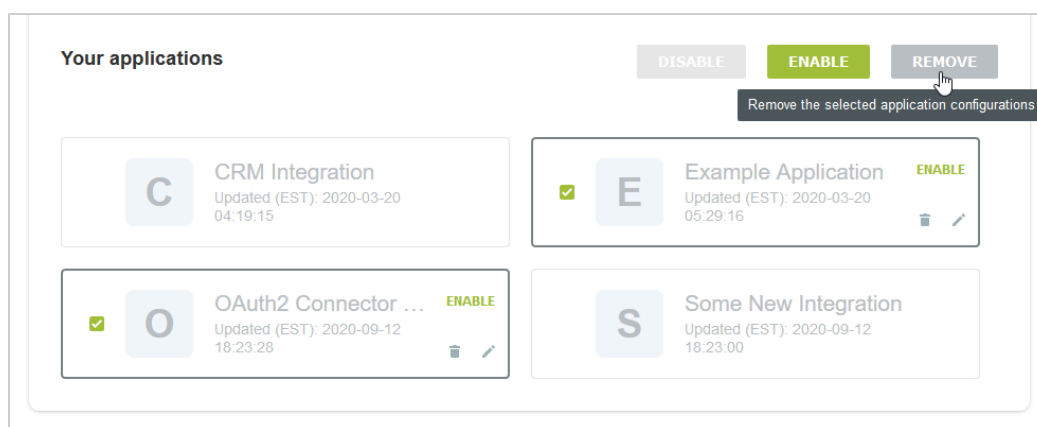 Your applications
DISABLE
ENABLE
REMOVE
Remove the selected application configurations
C
CRM Integration
Updated (EST): 2020-03-20
04:19:15
E
Example Application
ENABLE
Updated (EST): 2020-03-20
05:29:16
O
OAuth2 Connector ...
ENABLE
Updated (EST): 2020-09-12
18:23:28
S
Some New Integration
Updated (EST): 2020-09-12
18:23:00